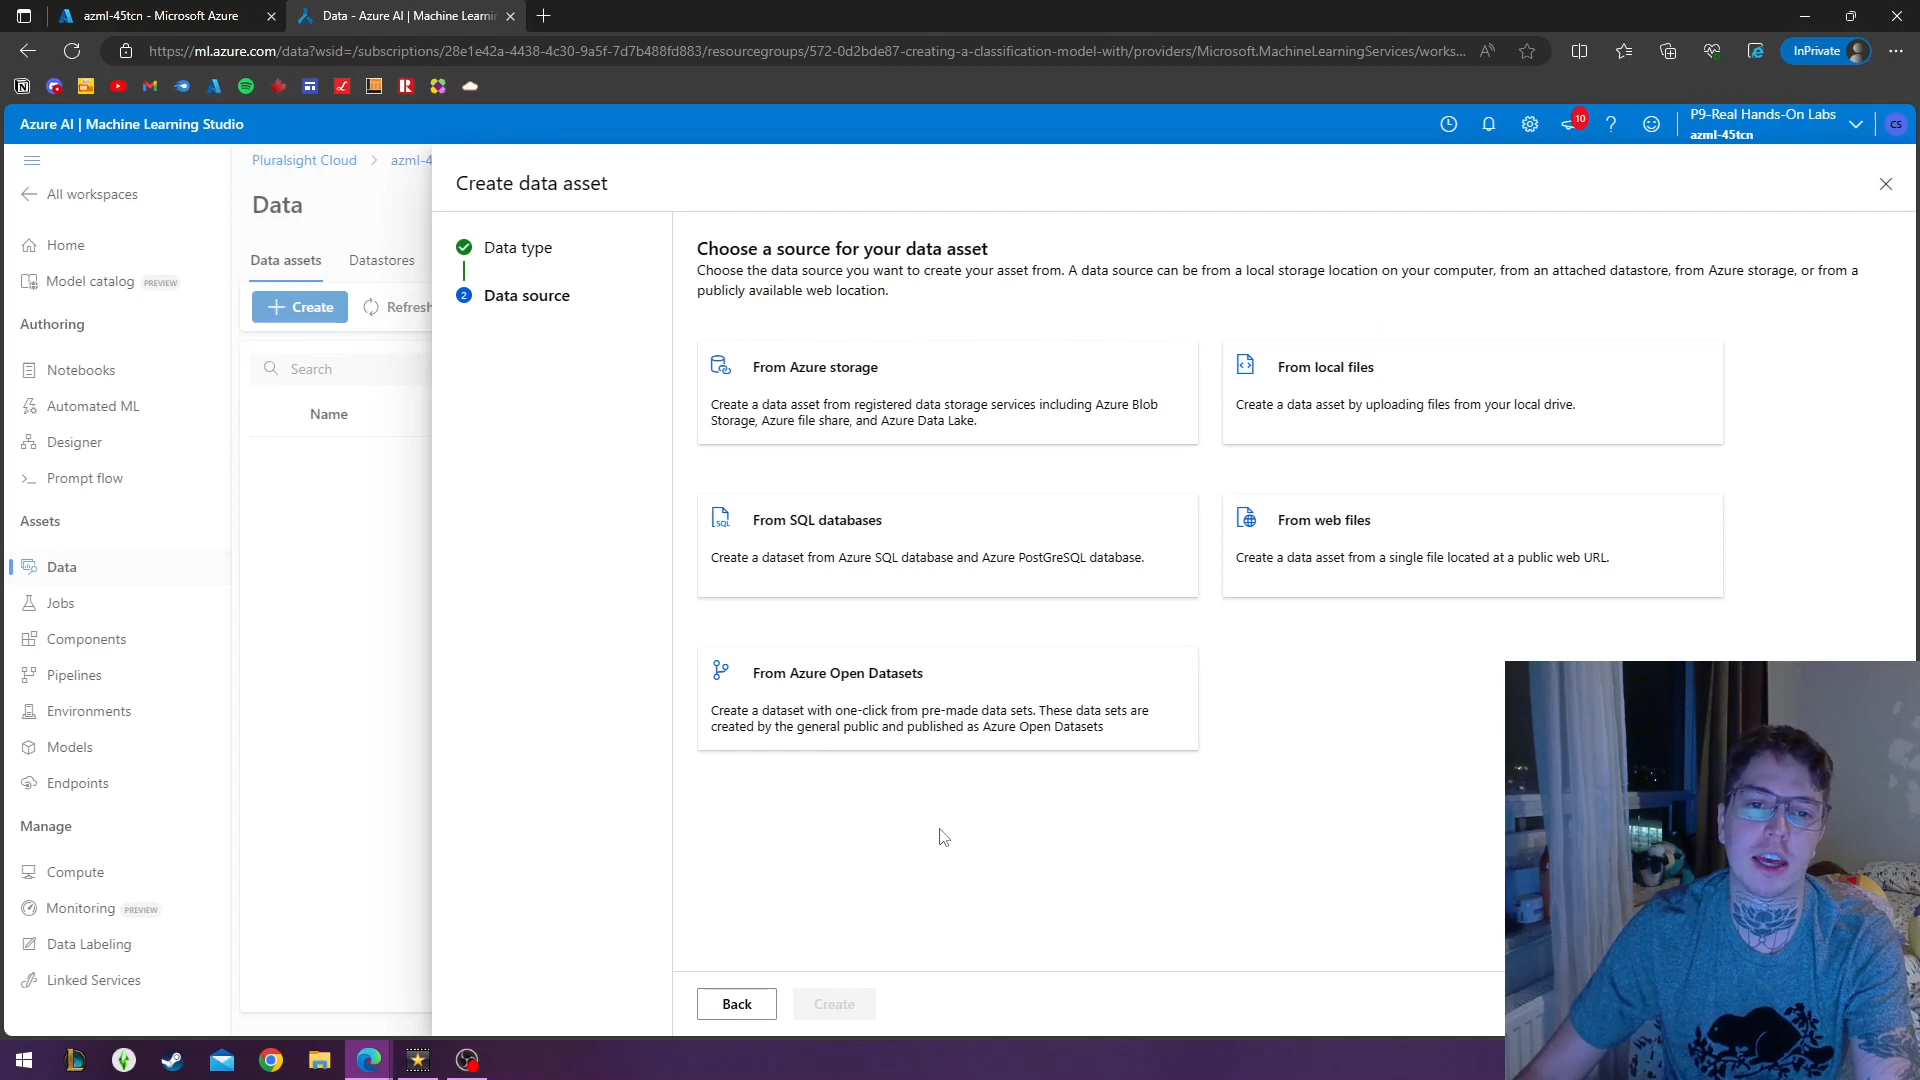 azml-45tcn - Microsoft Azure
Data - Azure AI | Machine Learnin
https://ml.azure.com/data?wsid=/subscriptions/28e1e42a-4438-4c30-9a5f-7d7b488fd883/resourcegroups/572-0d2bde87-creating-a-classification-model-with/providers/Microsoft.MachineLearningServices/works...
InPrivate
Azure AI | Machine Learning Studio
10
P9-Real Hands-On Labs
azml-45tcn
CS
All workspaces
Home
Model catalog PREVIEW
Authoring
Notebooks
Automated ML
Designer
Prompt flow
Assets
Data
Jobs
Components
Pipelines
Environments
Models
Endpoints
Manage
Compute
Monitoring PREVIEW
Data Labeling
Linked Services
Pluralsight Cloud > azml-4
Data
Data assets Datastores
Create Refresh
Search
Name
Create data asset
Data type
2 Data source
Choose a source for your data asset
Choose the data source you want to create your asset from. A data source can be from a local storage location on your computer, from an attached datastore, from Azure storage, or from a
publicly available web location.
From Azure storage
Create a data asset from registered data storage services including Azure Blob
Storage, Azure file share, and Azure Data Lake.
From local files
Create a data asset by uploading files from your local drive.
SQL
From SQL databases
Create a dataset from Azure SQL database and Azure PostGreSQL database.
From web files
Create a data asset from a single file located at a public web URL.
From Azure Open Datasets
Create a dataset with one-click from pre-made data sets. These data sets are
created by the general public and published as Azure Open Datasets
Back
Create